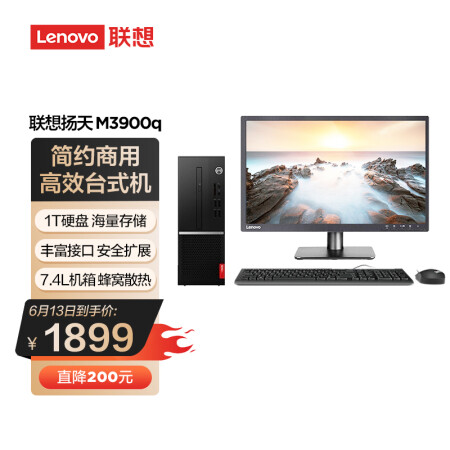 Lenovo 联想
联想扬天 M3900q
简约商用
高效台式机
1T硬盘 海量存储
丰富接口 安全扩展
7.4L机箱 蜂窝散热
6月13日到手价:
￥1899
直降200元
Lenovo